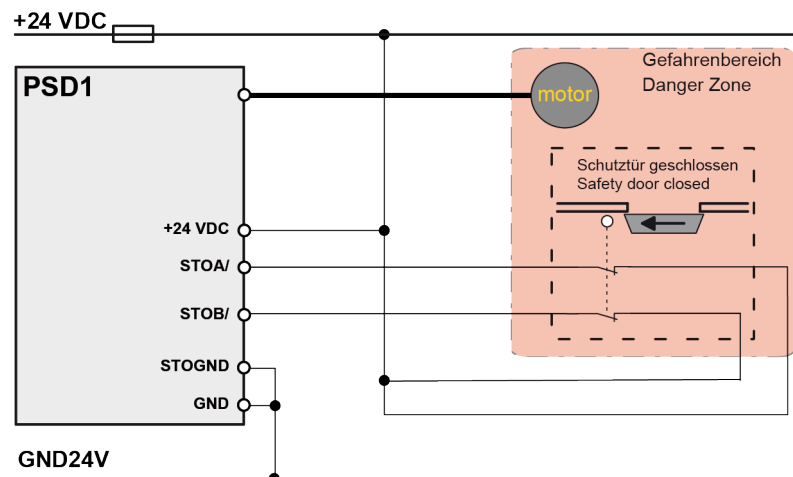 +24 VDC
Gefahrenbereich
Danger Zone
PSD1
motor
Schutztür geschlossen
Safety door closed
+24 VDC
STOA/
STOB/
STOGND
GND
GND24V